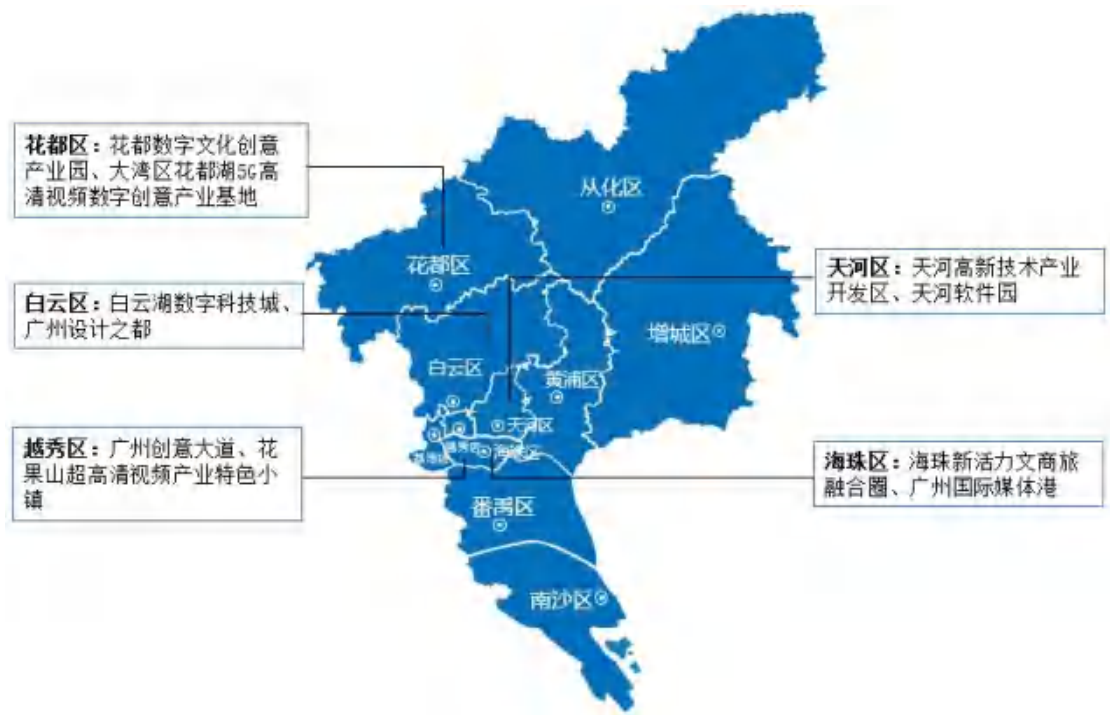 花都区：花都数字文化创意
产业园、大湾区花都湖5G高
清视频数字创意产业基地
从化区
花都区
天河区：天河高新技术产业
开发区、天河软件园
白云区：白云湖数字科技城、
广州设计之都
增城区
白云区
黄浦区
天河区
越秀区：广州创意大道、花
果山超高清视频产业特色小
镇
越秀区
海珠区
海珠区：海珠新活力文商旅
融合圈、广州国际媒体港
番禺区
南沙区